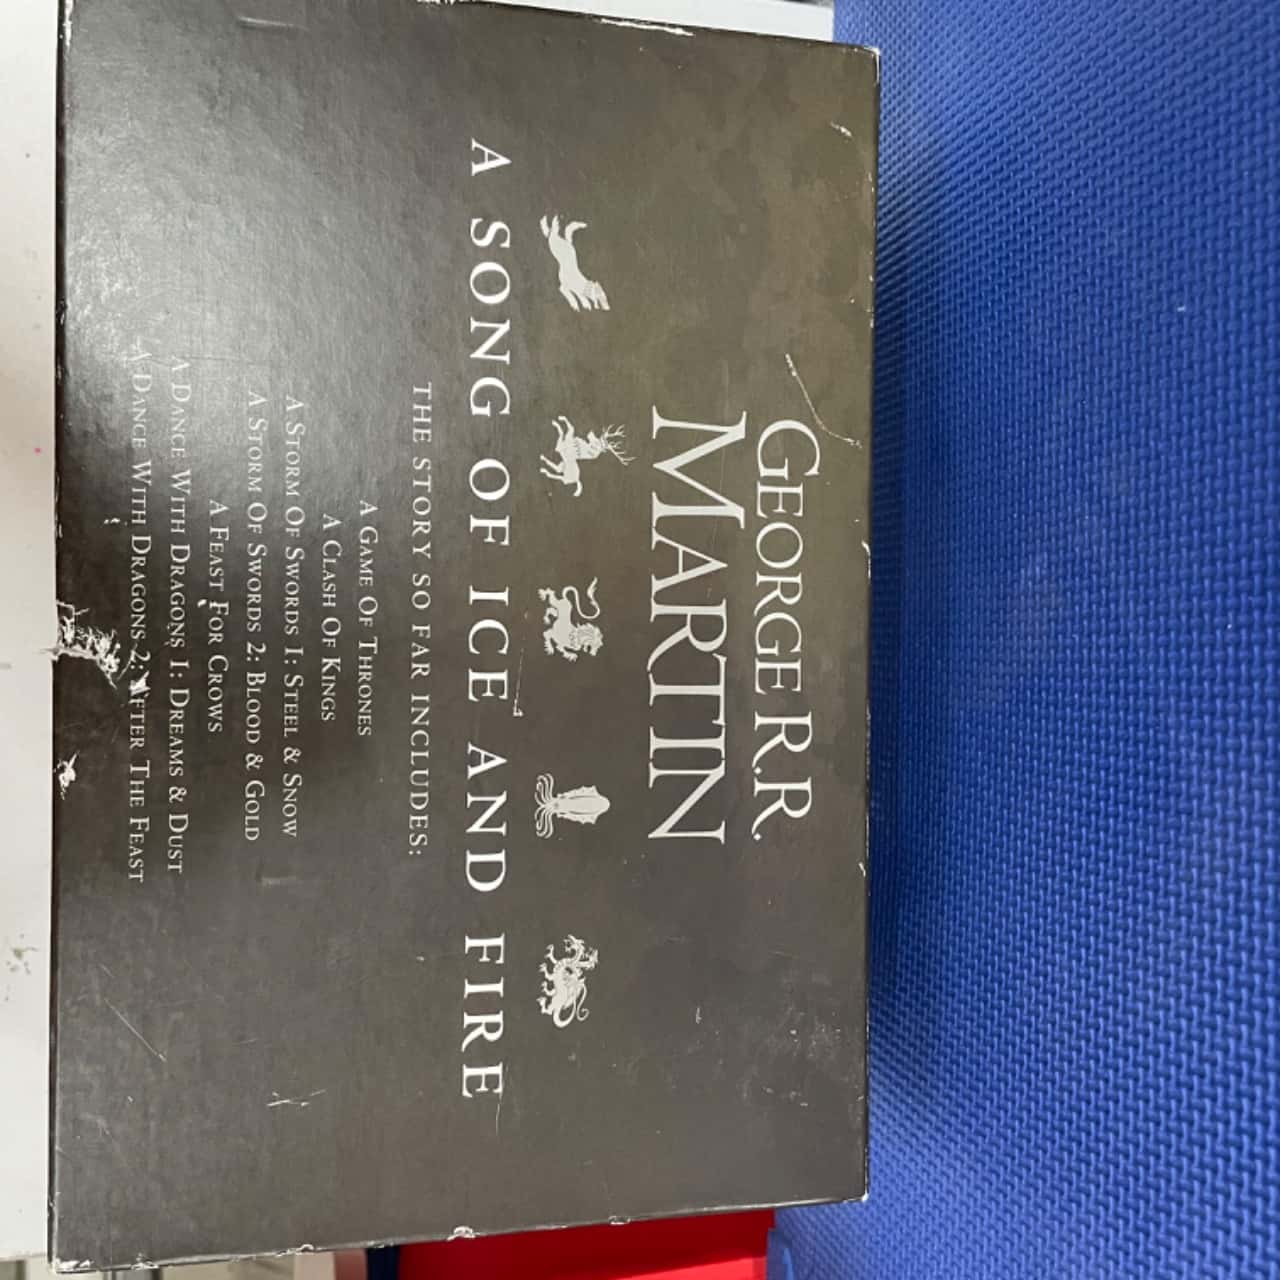 GEORGE R.R.
MARTIN
A SONG OF ICE AND FIRE
THE STORY SO FAR INCLUDES:
A GAME OF THRONES
A CLASH OF KINGS
A STORM OF SWORDS 1: STEEL & SNOW
A STORM OF SWORDS 2: BLOOD & GOLD
A FEAST FOR CROWS
A DANCE WITH DRAGONS 1: DREAMS & DUST
A DANCE WITH DRAGONS 2: AFTER THE FEAST